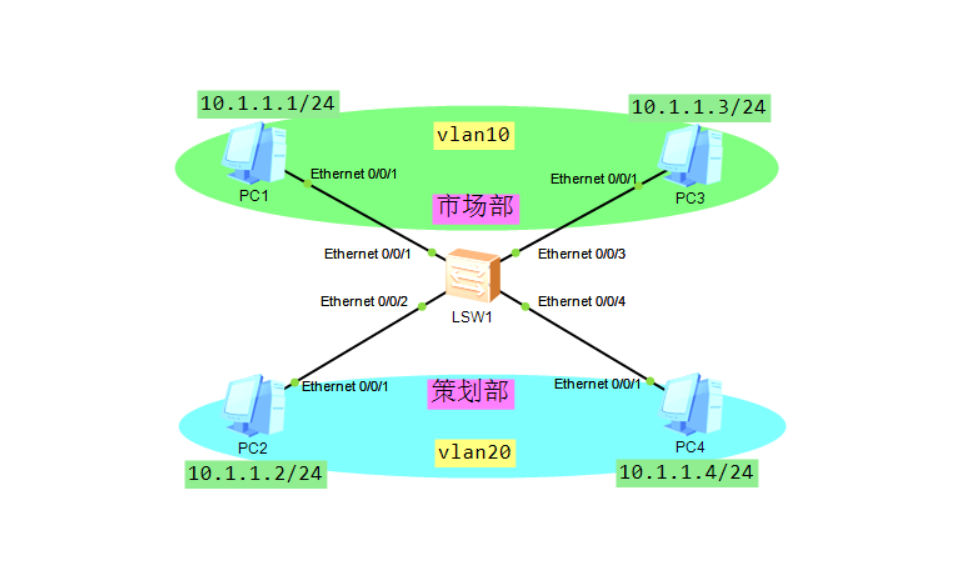 10.1.1.1/24
10.1.1.3/24
vlan10
Ethernet 0/0/1
Ethernet 0/0/1
PC1
PC3
市场部
Ethernet 0/0/1
Ethernet 0/0/3
Ethernet 0/0/2
Ethernet 0/0/4
LSW1
Ethernet 0/0/1
策划部
Ethernet 0/0/1
PC2
vlan20
PC4
10.1.1.2/24
10.1.1.4/24